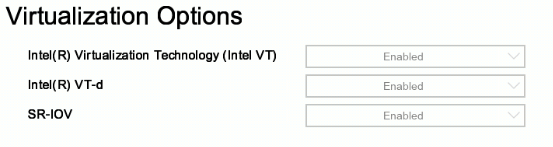 Virtualization Options
Intel(R) Virtualization Technology (Intel VT)
Enabled
Intel(R) VT-d
Enabled
SR-IOV
Enabled